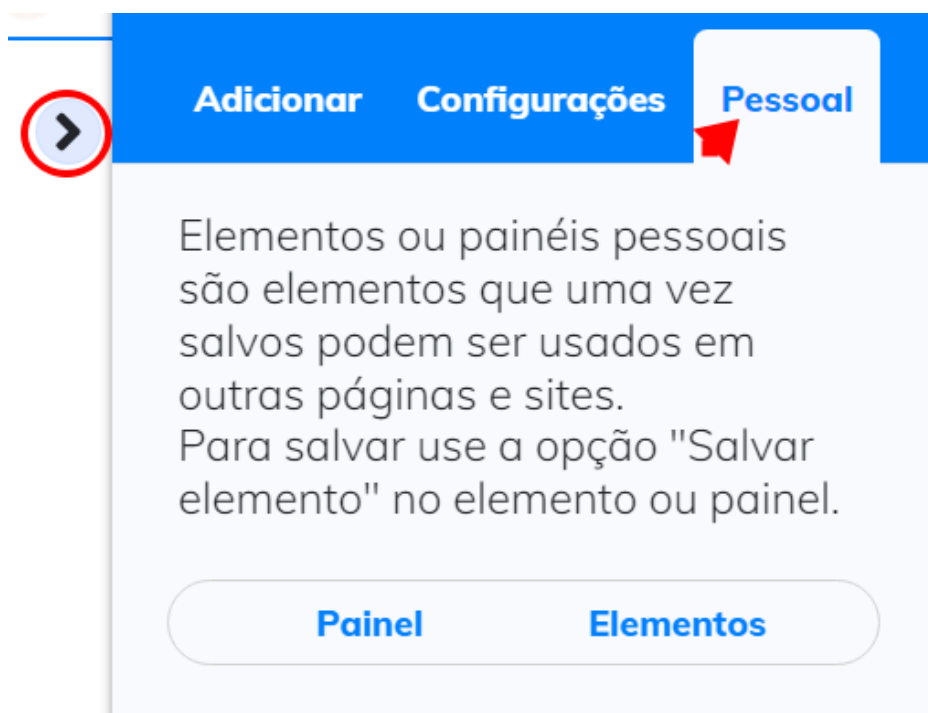 Adicionar Configurações Pessoal
Elementos ou painéis pessoais
são elementos que uma vez
salvos podem ser usados em
outras páginas e sites.
Para salvar use a opção "Salvar
elemento" no elemento ou painel.
Painel Elementos